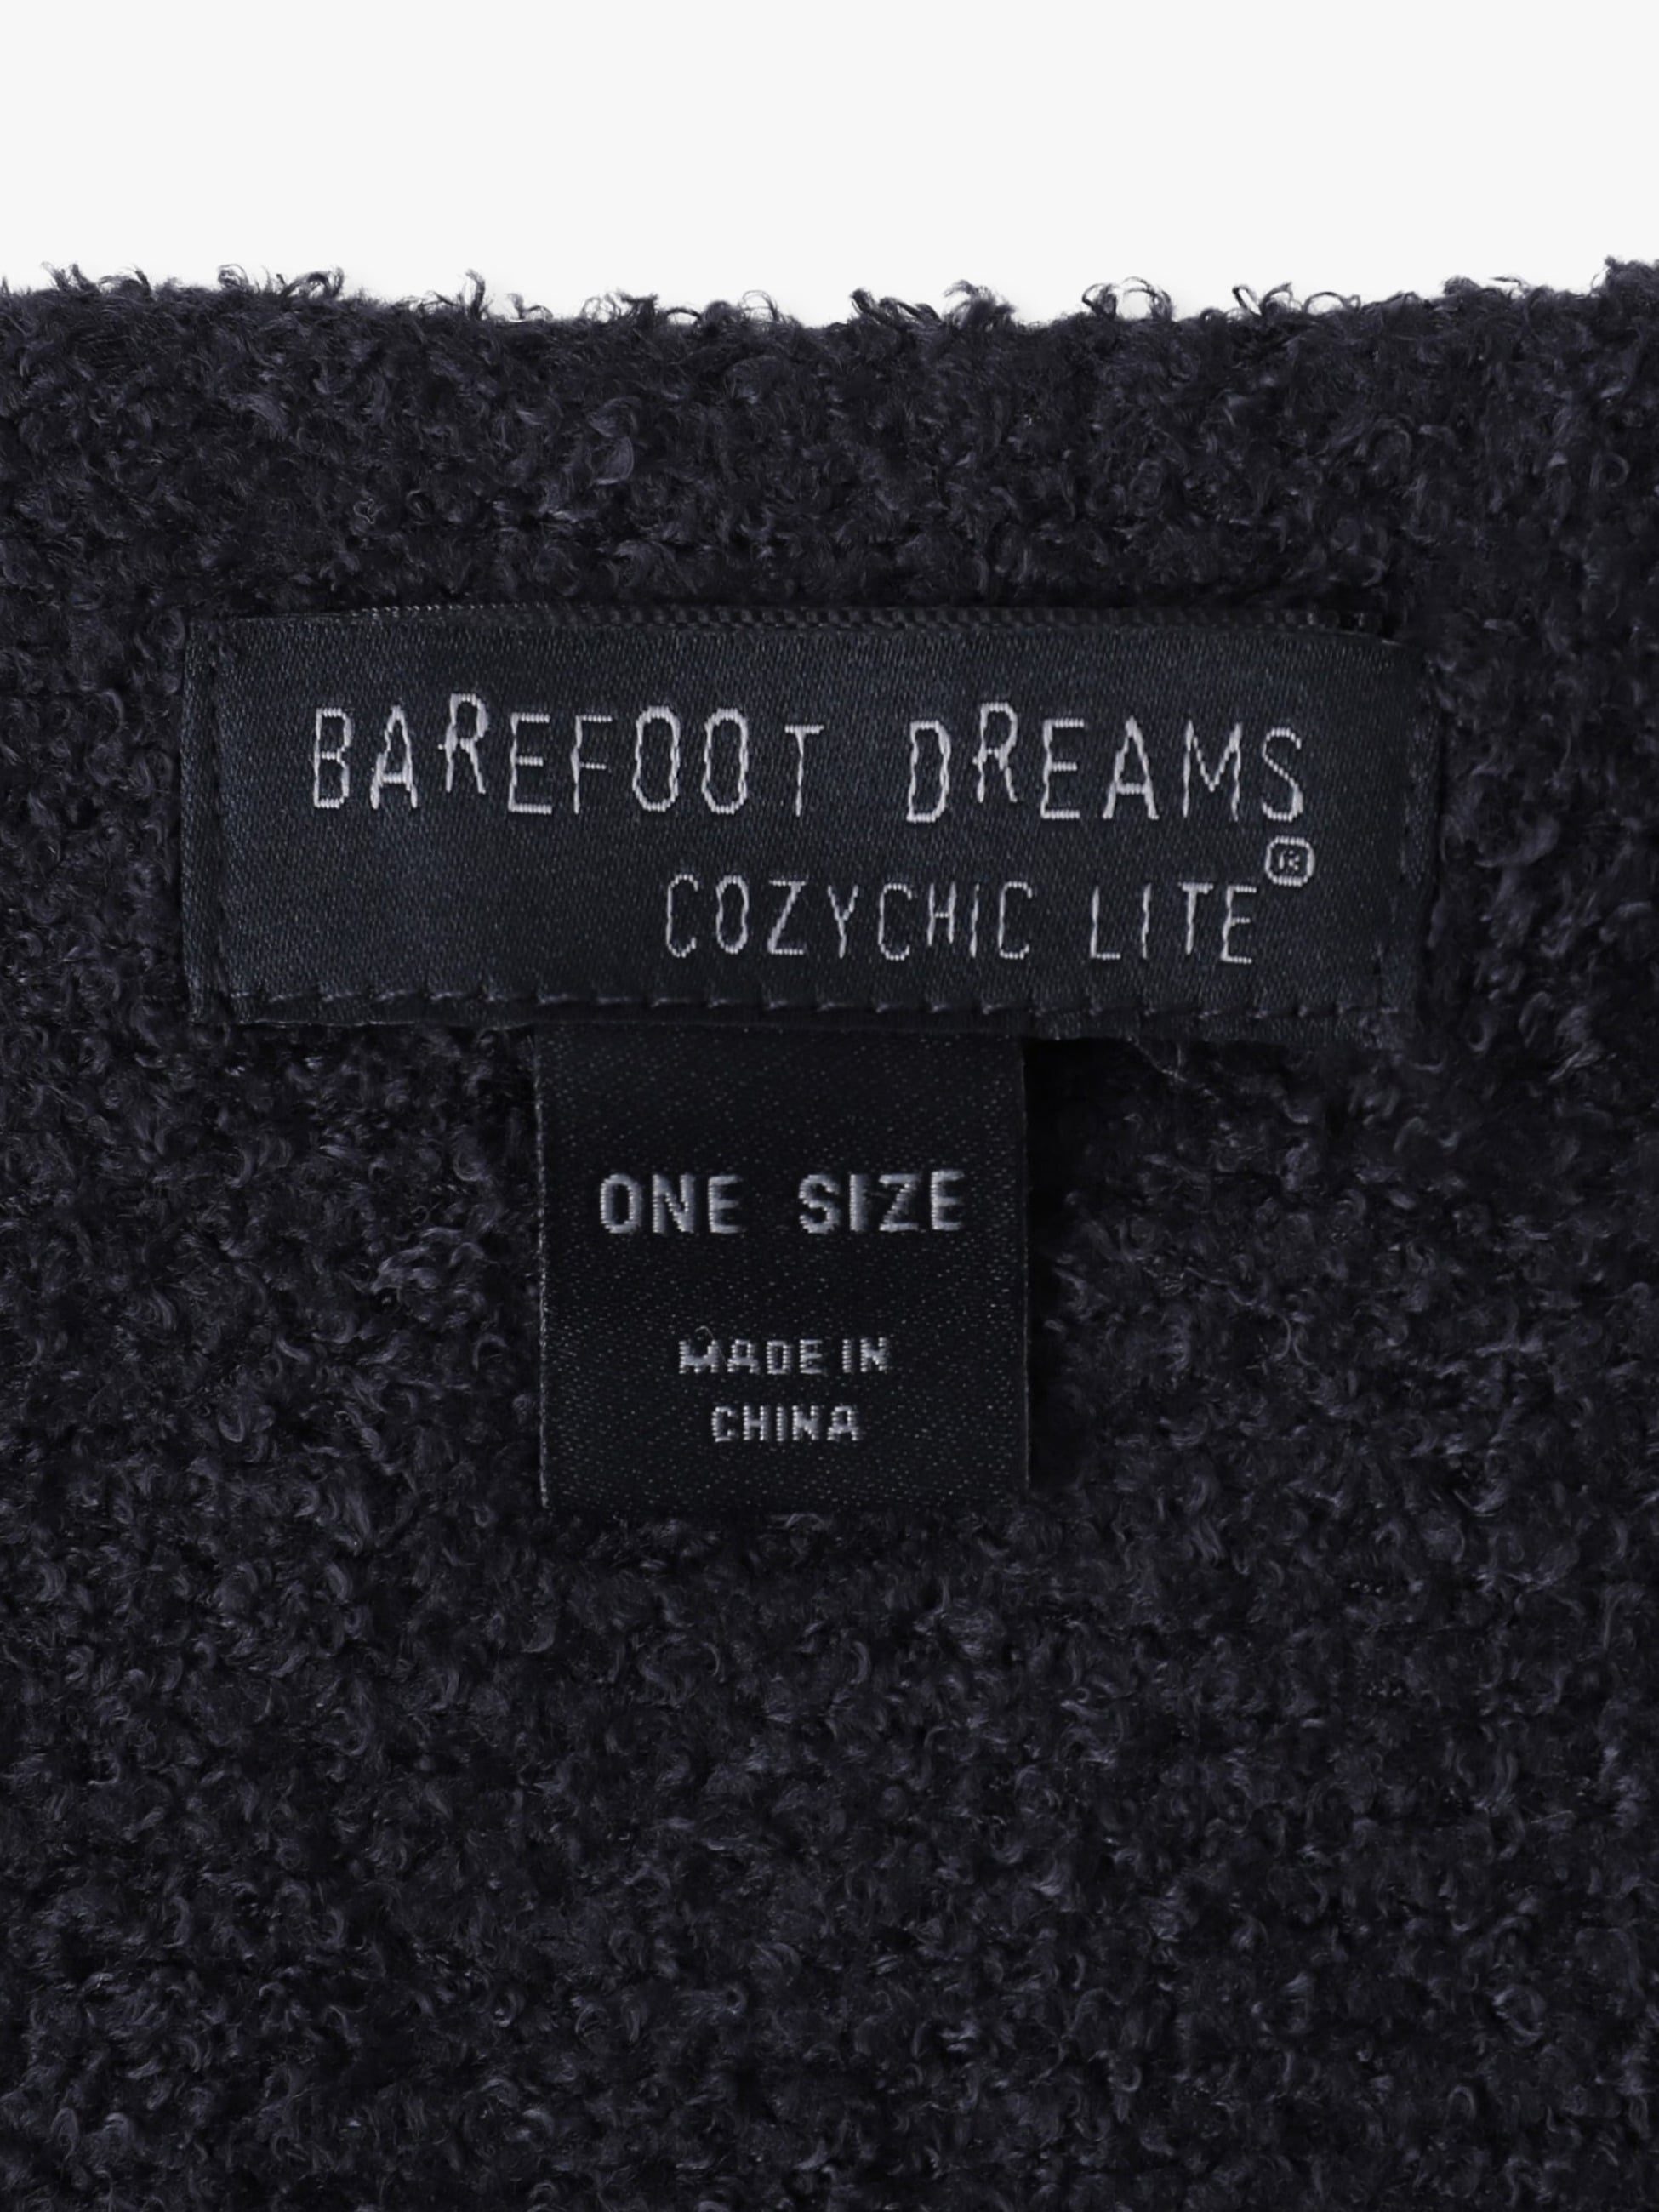 BAREFOOT DREAMS
COZYCHIC LITE®
ONE SIZE
MADE IN
CHINA